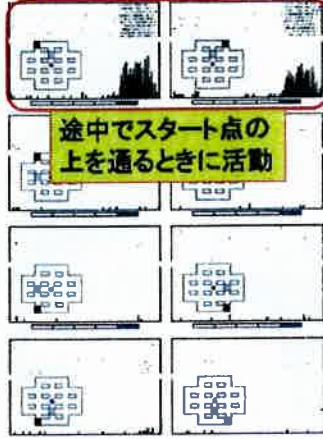 途中でスタート点の
上を通るときに活動